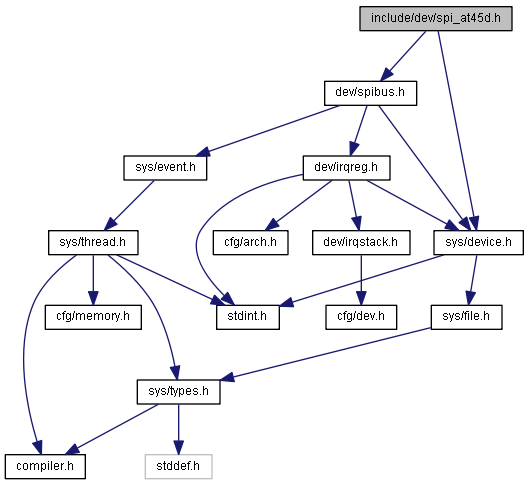 include/dev/spi_at45d.h
dev/spibus.h
sys/event.h
dev/irqreg.h
sys/thread.h
cfg/arch.h
dev/irqstack.h
sys/device.h
cfg/memory.h
stdint.h
cfg/dev.h
sys/file.h
sys/types.h
compiler.h
stddef.h